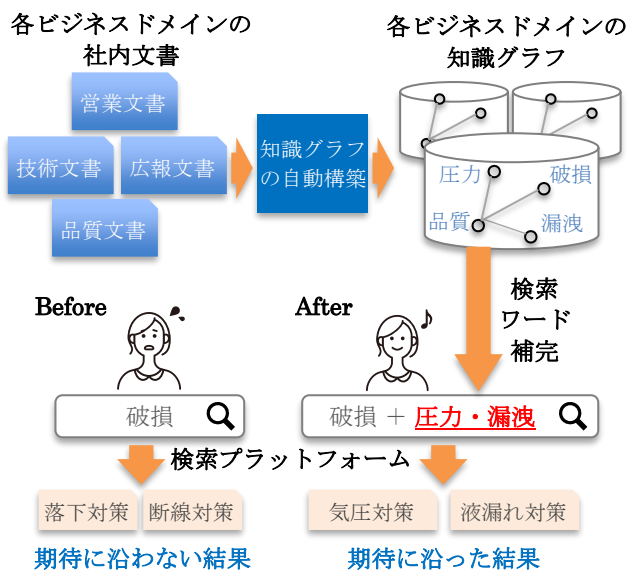 各ビジネスドメインの
社内文書
各ビジネスドメインの
知識グラフ
営業文書
技術文書
広報文書
品質文書
知識グラフ
の自動構築
圧力
破損
品質
漏洩
検索
ワード
補完
Before
After
破損
破損 + 圧力・漏洩
検索プラットフォーム
落下対策
断線対策
気圧対策
液漏れ対策
期待に沿わない結果
期待に沿った結果